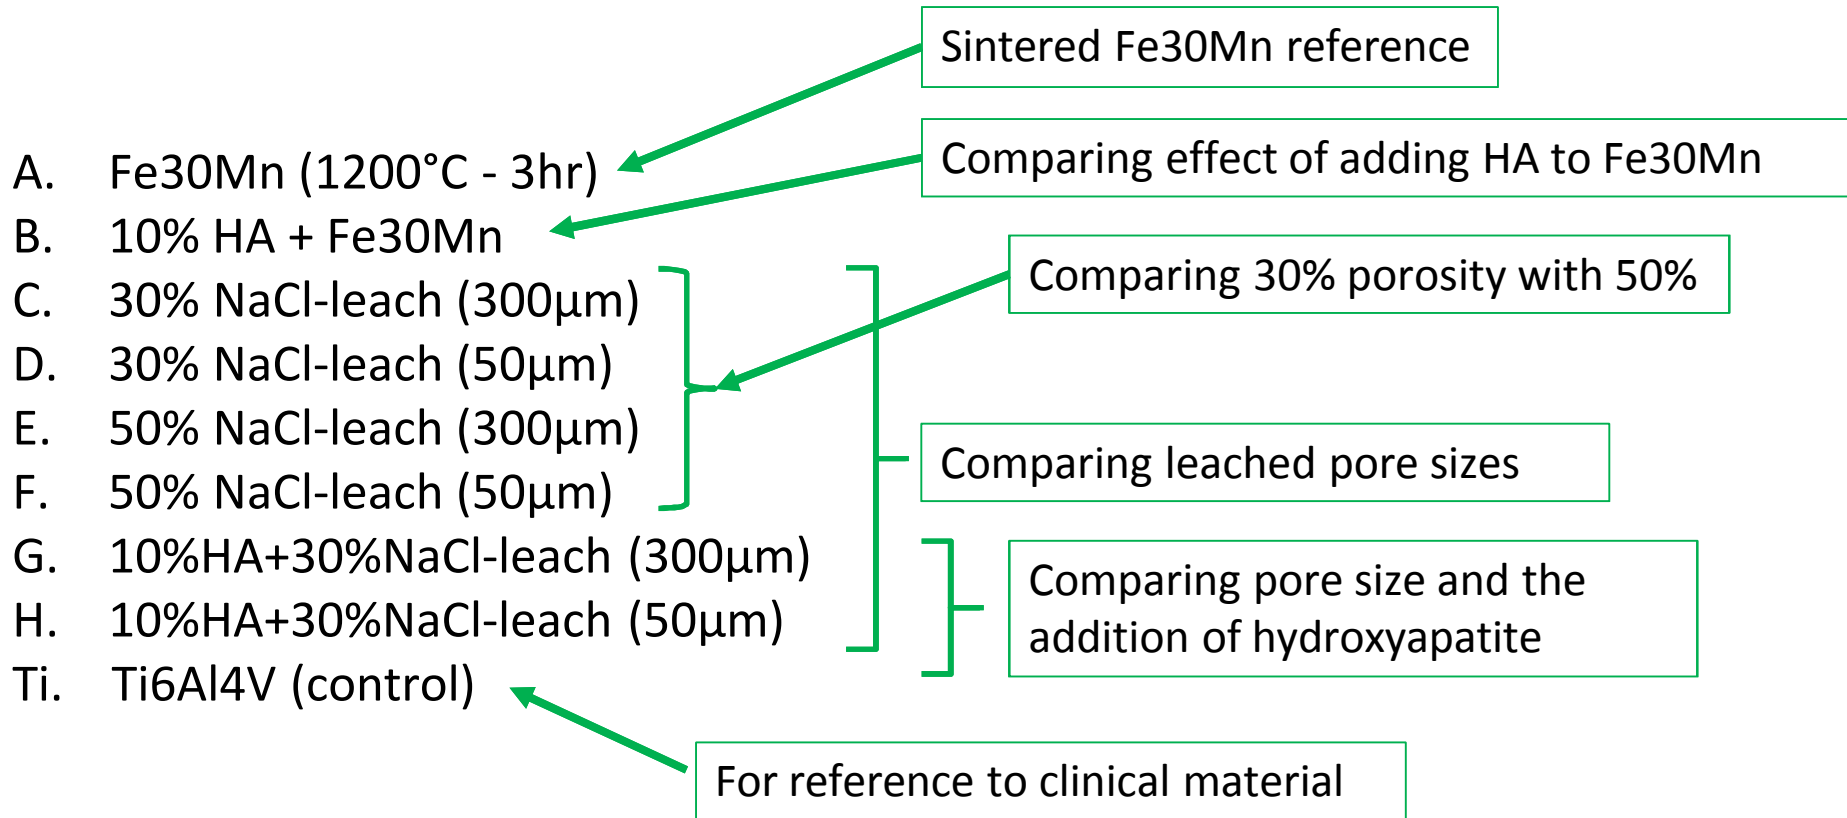 Sintered Fe30Mn reference
Comparing effect of adding HA to Fe30Mn
A. Fe30Mn (1200°C - 3hr)
B. 10% HA + Fe30Mn
C. 30% NaCl-leach (300µm)
D. 30% NaCl-leach (50µm)
E. 50% NaCl-leach (300µm)
F. 50% NaCl-leach (50µm)
G. 10%HA+30%NaCl-leach (300µm)
H. 10%HA+30%NaCl-leach (50µm)
Ti. Ti6Al4V (control)
Comparing 30% porosity with 50%
Comparing leached pore sizes
Comparing pore size and the
addition of hydroxyapatite
For reference to clinical material